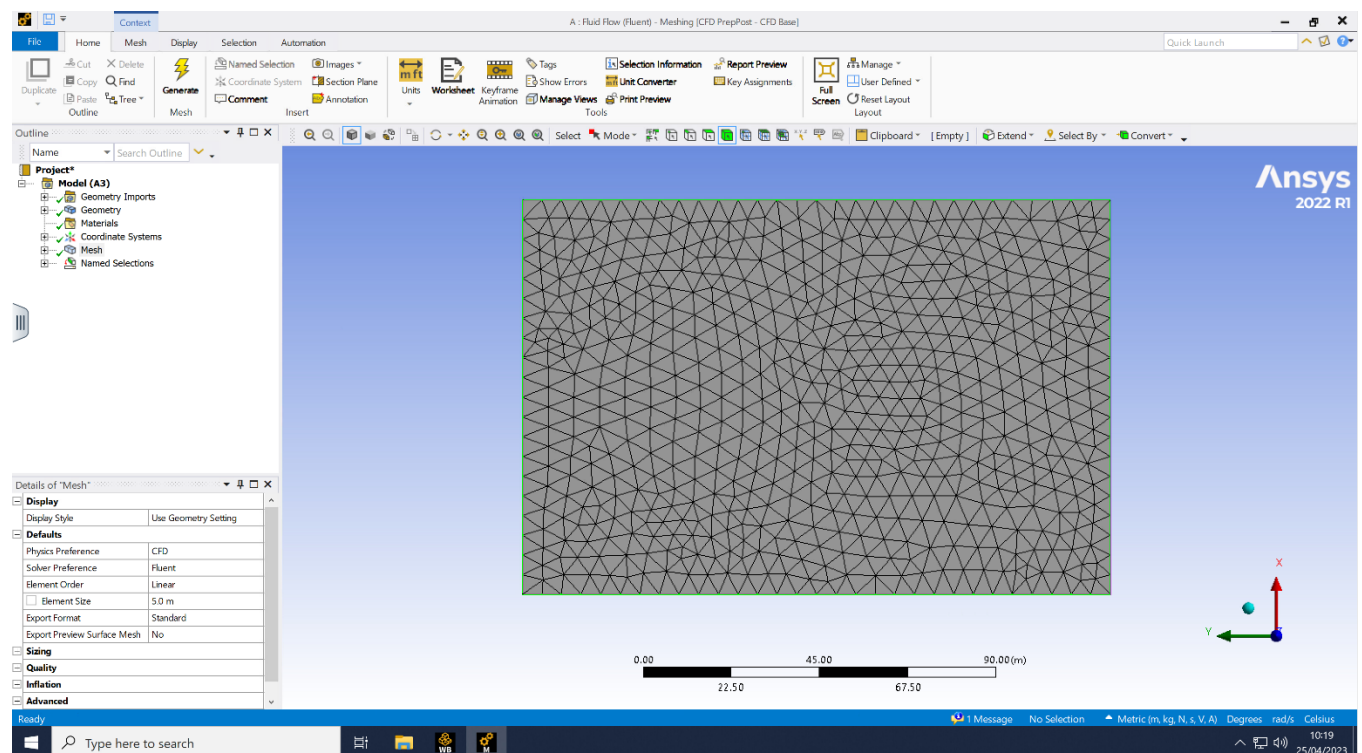 Context
A : Fluid Flow (Fluent) - Meshing [CFD PrepPost - CFD Base]
File Home Mesh Display Selection Automation
Quick Launch
Duplicate
Cut
Delete
Copy
Find
Paste
Tree
Outline
Generate
Mesh
Named Selection
Coordinate System
Comment
Images
Section Plane
Annotation
Insert
m ft
Units
Worksheet
Keyframe
Animation
Tags
Show Errors
Manage Views
Selection Information
Unit Converter
Print Preview
Report Preview
Key Assignments
Tools
Full
Screen
Manage
User Defined
Reset Layout
Layout
Outline
Name
Search Outline
Select Mode Clipboard [Empty] Extend Select By Convert
Project*
Model (A3)
Geometry Imports
Geometry
Materials
Coordinate Systems
Mesh
Named Selections
Ansys
2022 R1
Details of "Mesh"
Display
Display Style Use Geometry Setting
Defaults
Physics Preference CFD
Solver Preference Fluent
Element Order Linear
Element Size 5.0 m
Export Format Standard
Export Preview Surface Mesh No
Sizing
Quality
Inflation
Advanced
X
Y
Z
0.00 45.00 90.00 (m)
22.50 67.50
Ready
1 Message No Selection Metric (m, kg, N, s, V, A) Degrees rad/s Celsius
Type here to search
WB
M
10:19
25/04/2023